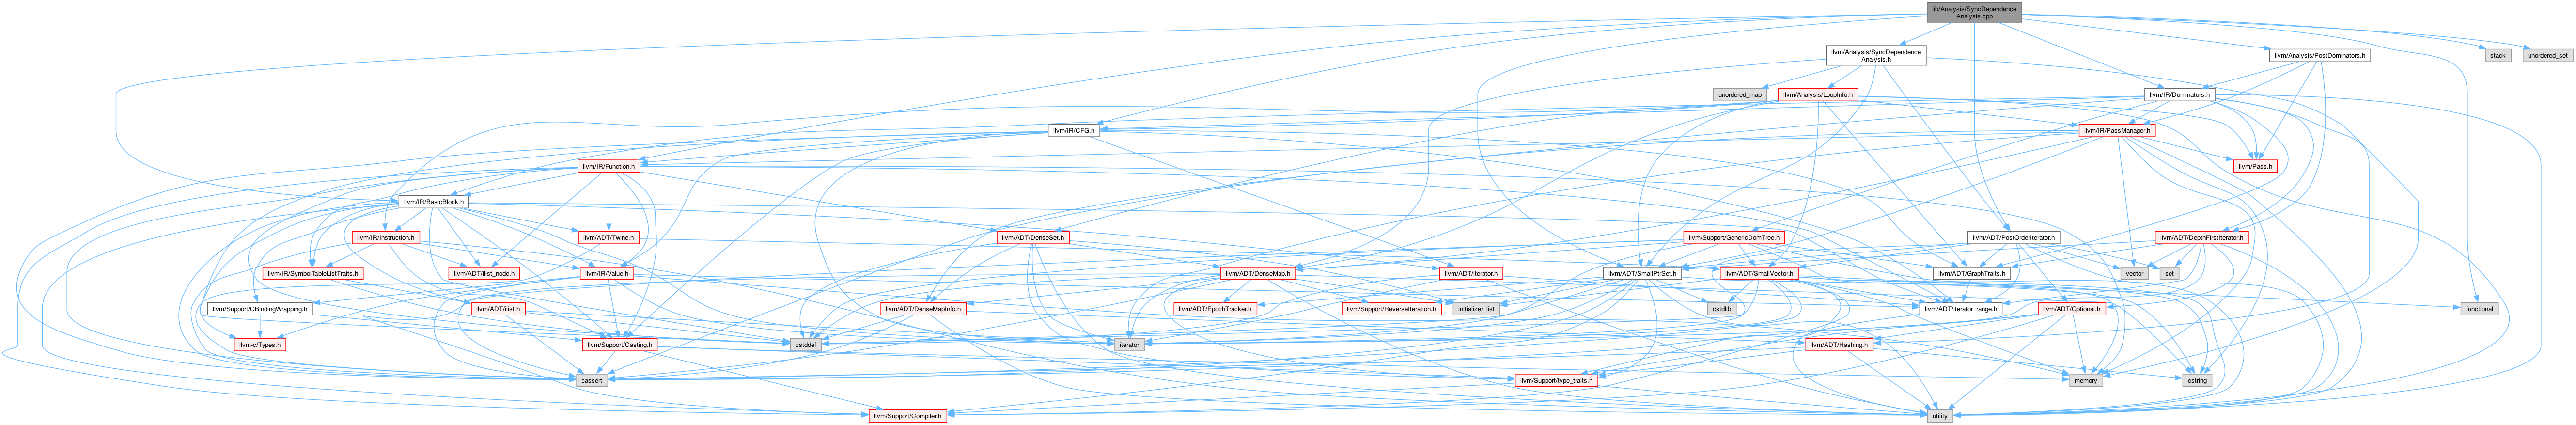 lib/Analysis/SyncDependence
Analysis.cpp
llvm/Analysis/SyncDependence
Analysis.h
llvm/Analysis/PostDominators.h
stack
unordered_set
unordered_map
llvm/Analysis/LoopInfo.h
llvm/IR/Dominators.h
llvm/IR/CFG.h
llvm/IR/PassManager.h
llvm/IR/Function.h
llvm/Pass.h
llvm/IR/BasicBlock.h
llvm/IR/Instruction.h
llvm/ADT/Twine.h
llvm/ADT/DenseSet.h
llvm/Support/GenericDomTree.h
llvm/ADT/PostOrderIterator.h
llvm/ADT/DepthFirstIterator.h
llvm/IR/SymbolTableListTraits.h
llvm/ADT/ilist_node.h
llvm/IR/Value.h
llvm/ADT/DenseMap.h
llvm/ADT/iterator.h
llvm/ADT/SmallPtrSet.h
llvm/ADT/SmallVector.h
llvm/ADT/GraphTraits.h
vector
set
llvm/Support/CBindingWrapping.h
llvm/ADT/ilist.h
llvm/ADT/DenseMapInfo.h
llvm/ADT/EpochTracker.h
llvm/Support/ReverseIteration.h
initializer_list
cstdlib
llvm/ADT/iterator_range.h
llvm/ADT/Optional.h
functional
llvm-c/Types.h
llvm/Support/Casting.h
cstddef
iterator
llvm/ADT/Hashing.h
cassert
llvm/Support/type_traits.h
memory
cstring
llvm/Support/Compiler.h
utility